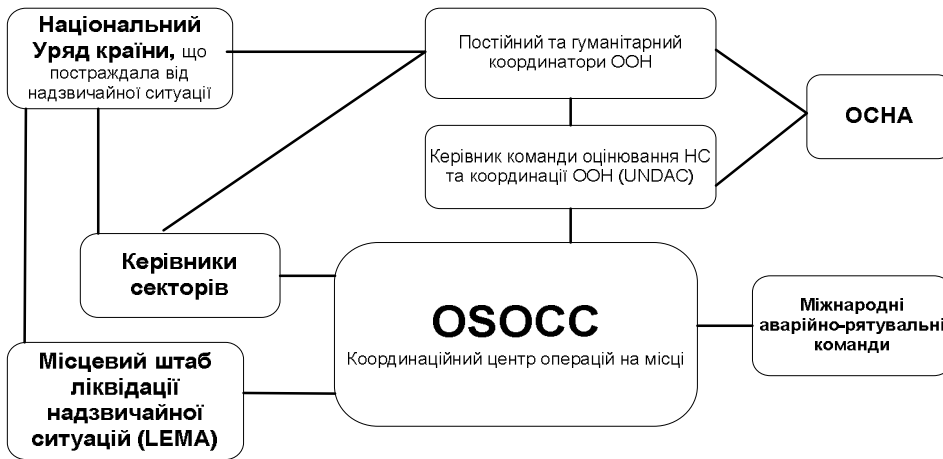 Національний
Уряд країни, що
постраждала від
надзвичайної ситуації
Постійний та гуманітарний
координатори ООН
ОСНА
Керівник команди оцінювання НС
та координації ООН (UNDAC)
Керівники
секторів
OSOCC
Координаційний центр операцій на місці
Міжнародні
аварійно-рятувальні
команди
Місцевий штаб
ліквідації
надзвичайної
ситуацій (LEMA)